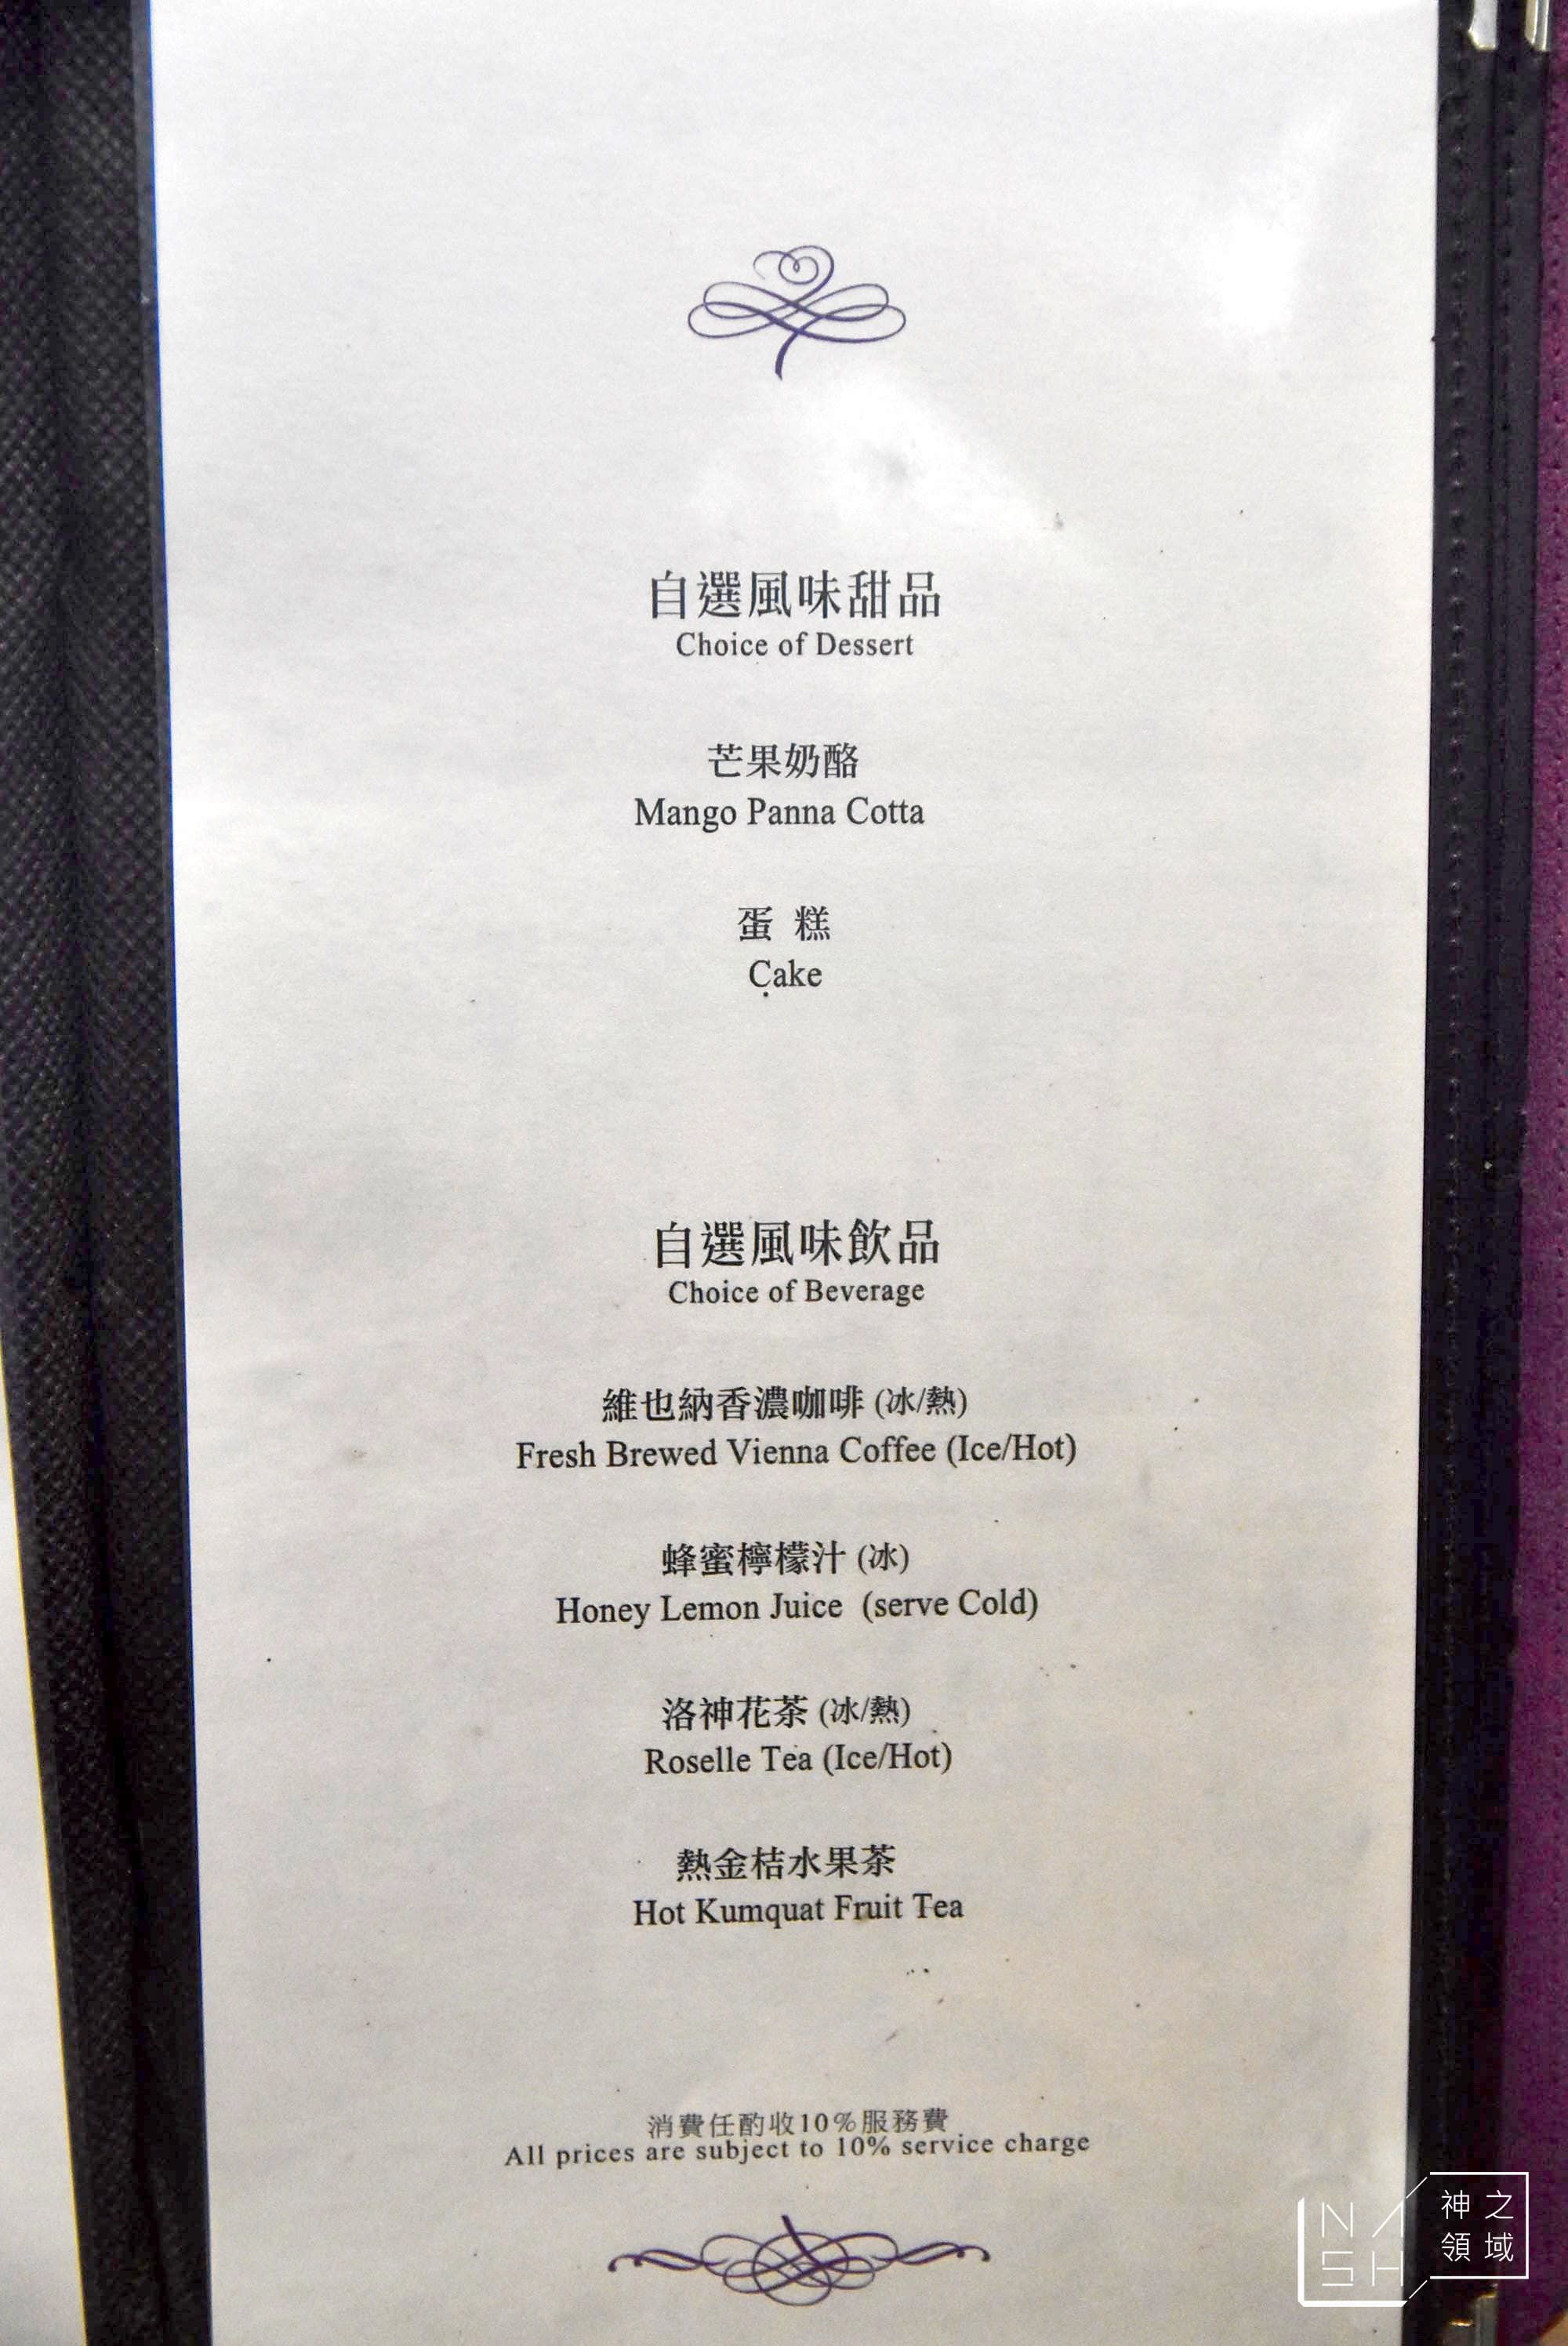 自選風味甜品
Choice of Dessert
芒果奶酪
Mango Panna Cotta
蛋 糕
Cake
自選風味飲品
Choice of Beverage
維也納香濃咖啡 (冰/熱)
Fresh Brewed Vienna Coffee (Ice/Hot)
蜂蜜檸檬汁 (冰)
Honey Lemon Juice (serve Cold)
洛神花茶 (冰/熱)
Roselle Tea (Ice/Hot)
熱金桔水果茶
Hot Kumquat Fruit Tea
消費任酌收10%服務費
All prices are subject to 10% service charge
NASH
神之領域